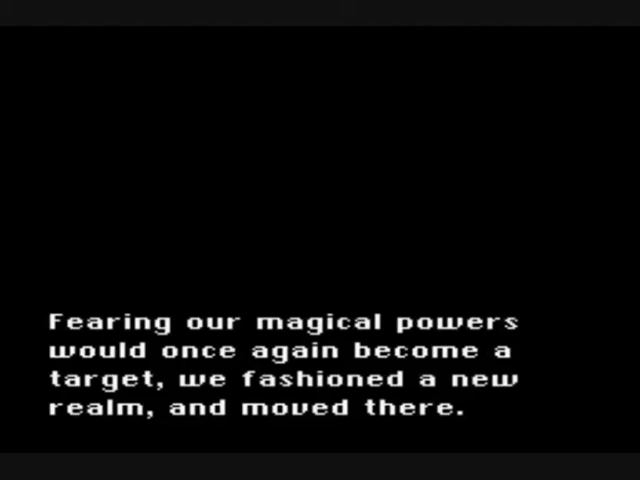 Fearing our magical powers
would once again become a
target, we fashioned a new
realm, and moved there.